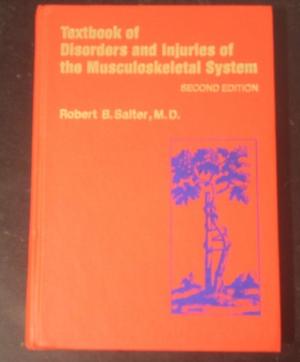 Textbook of
Disorders and Injuries of
the Musculoskeletal System
SECOND EDITION
Robert B. Salter, M.D.